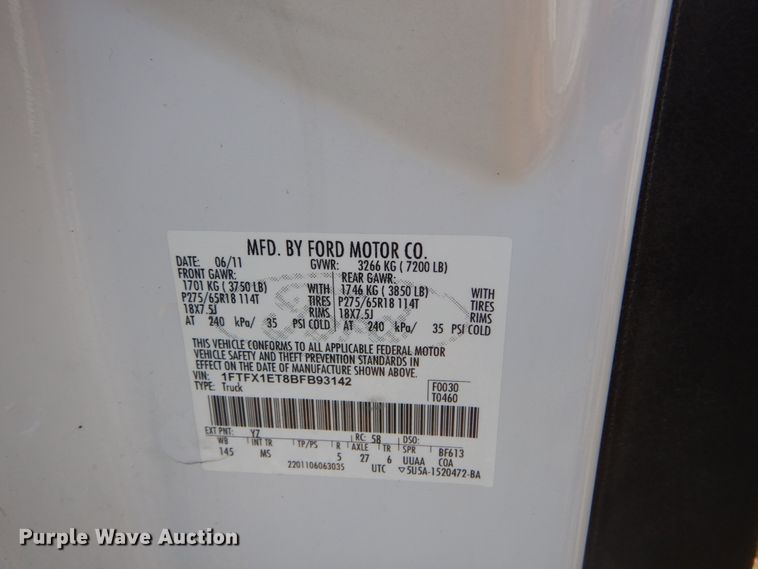 MFD. BY FORD MOTOR CO.
DATE: 06/11 GVWR: 3266 KG ( 7200 LB)
FRONT GAWR: REAR GAWR:
1701 KG ( 3750 LB) WITH 1746 KG ( 3850 LB) WITH
P275/65R18 114T TIRES P275/65R18 114T TIRES
18X7.5J RIMS 18X7.5J RIMS
AT 240 kPa/ 35 PSI COLD AT 240 kPa/ 35 PSI COLD
THIS VEHICLE CONFORMS TO ALL APPLICABLE FEDERAL MOTOR
VEHICLE SAFETY AND THEFT PREVENTION STANDARDS IN
EFFECT ON THE DATE OF MANUFACTURE SHOWN ABOVE.
VIN: 1FTFX1ET8BFB93142 F0030
TYPE: Truck T0460
EXT PNT: YZ RC: 58 DSO:
WB INT TR TP/PS R AXLE TR SPR BF613
145 MS 5 27 6 UUAA COA
2201106063035 UTC ▽5U5A-1520472-BA
Purple Wave Auction